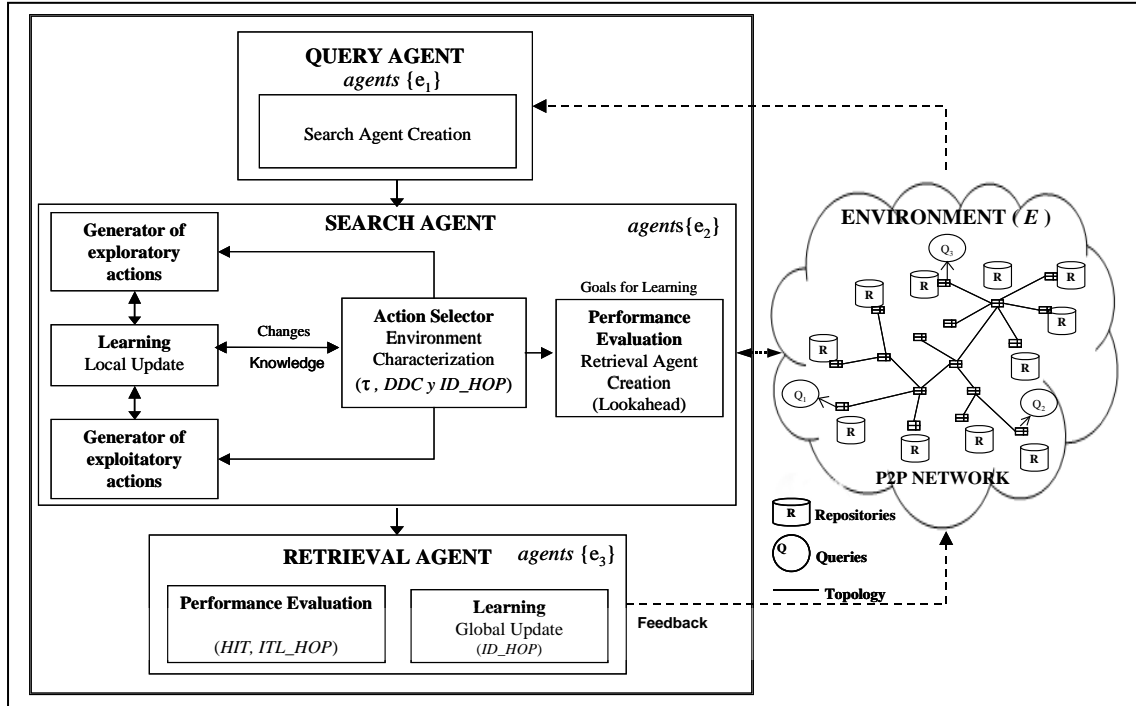 QUERY AGENT
agents {e1}
Search Agent Creation
SEARCH AGENT
agents{e2}
Generator of
exploratory
actions
Learning
Local Update
Generator of
exploitatory
actions
Changes
Knowledge
Action Selector
Environment
Characterization
(τ , DDC y ID_HOP)
Goals for Learning
Performance
Evaluation
Retrieval Agent
Creation
(Lookahead)
RETRIEVAL AGENT
agents {e3}
Performance Evaluation
(HIT, ITL_HOP)
Learning
Global Update
(ID_HOP)
Feedback
ENVIRONMENT ( E )
Q3
R
R
R
R
R
R
R
Q1
Q2
R
R
R
R
P2P NETWORK
R
Repositories
Q
Queries
Topology